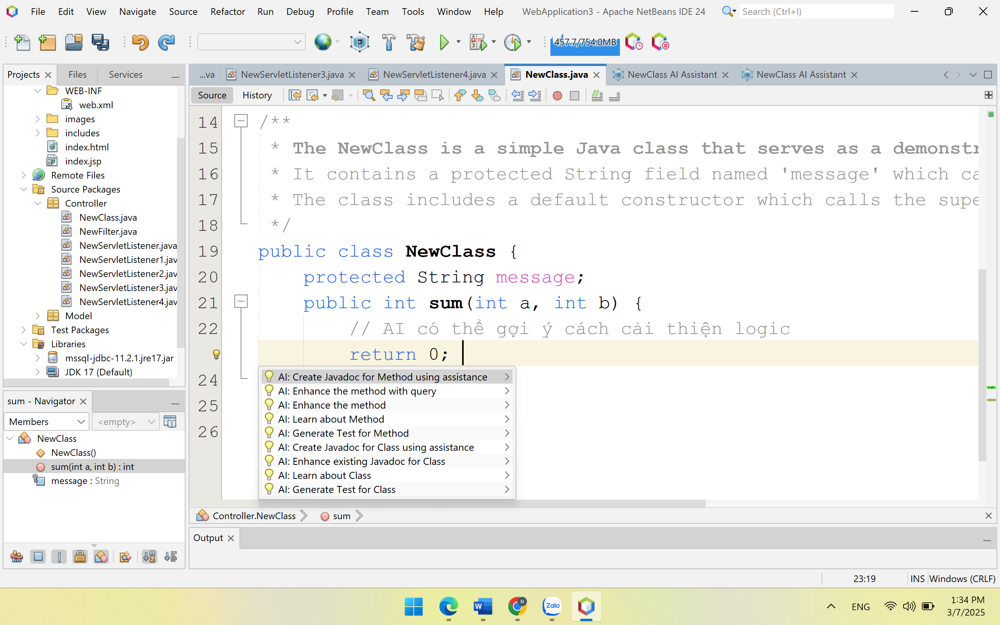 File Edit View Navigate Source Refactor Run Debug Profile Team Tools Window Help WebApplication3 - Apache NetBeans IDE 24 Search (Ctrl+I)
457.7/754.0MB
Projects Files Services
WEB-INF
web.xml
images
includes
index.html
index.jsp
Remote Files
Source Packages
Controller
NewClass.java
NewFilter.java
NewServletListener.java
NewServletListener1.jav
NewServletListener2.jav
NewServletListener3.jav
NewServletListener4.jav
Model
Test Packages
Libraries
mssql-jdbc-11.2.1.jre17.jar
JDK 17 (Default)
sum - Navigator
Members <empty>
NewClass
NewClass()
sum(int a, int b) : int
message : String
...va NewServletListener3.java NewServletListener4.java NewClass.java NewClass AI Assistant NewClass AI Assistant
Source History
14 /**
15 * The NewClass is a simple Java class that serves as a demonstr
16 * It contains a protected String field named 'message' which ca
17 * The class includes a default constructor which calls the supe
18 */
19 public class NewClass {
20 protected String message;
21 public int sum(int a, int b) {
22 // AI có thể gợi ý cách cải thiện logic
return 0;
24
25
26
AI: Create Javadoc for Method using assistance
AI: Enhance the method with query
AI: Enhance the method
AI: Learn about Method
AI: Generate Test for Method
AI: Create Javadoc for Class using assistance
AI: Enhance existing Javadoc for Class
AI: Learn about Class
AI: Generate Test for Class
Controller.NewClass sum
Output
23:19 INS Windows (CRLF)
W N Zalo
ENG
1:34 PM
3/7/2025